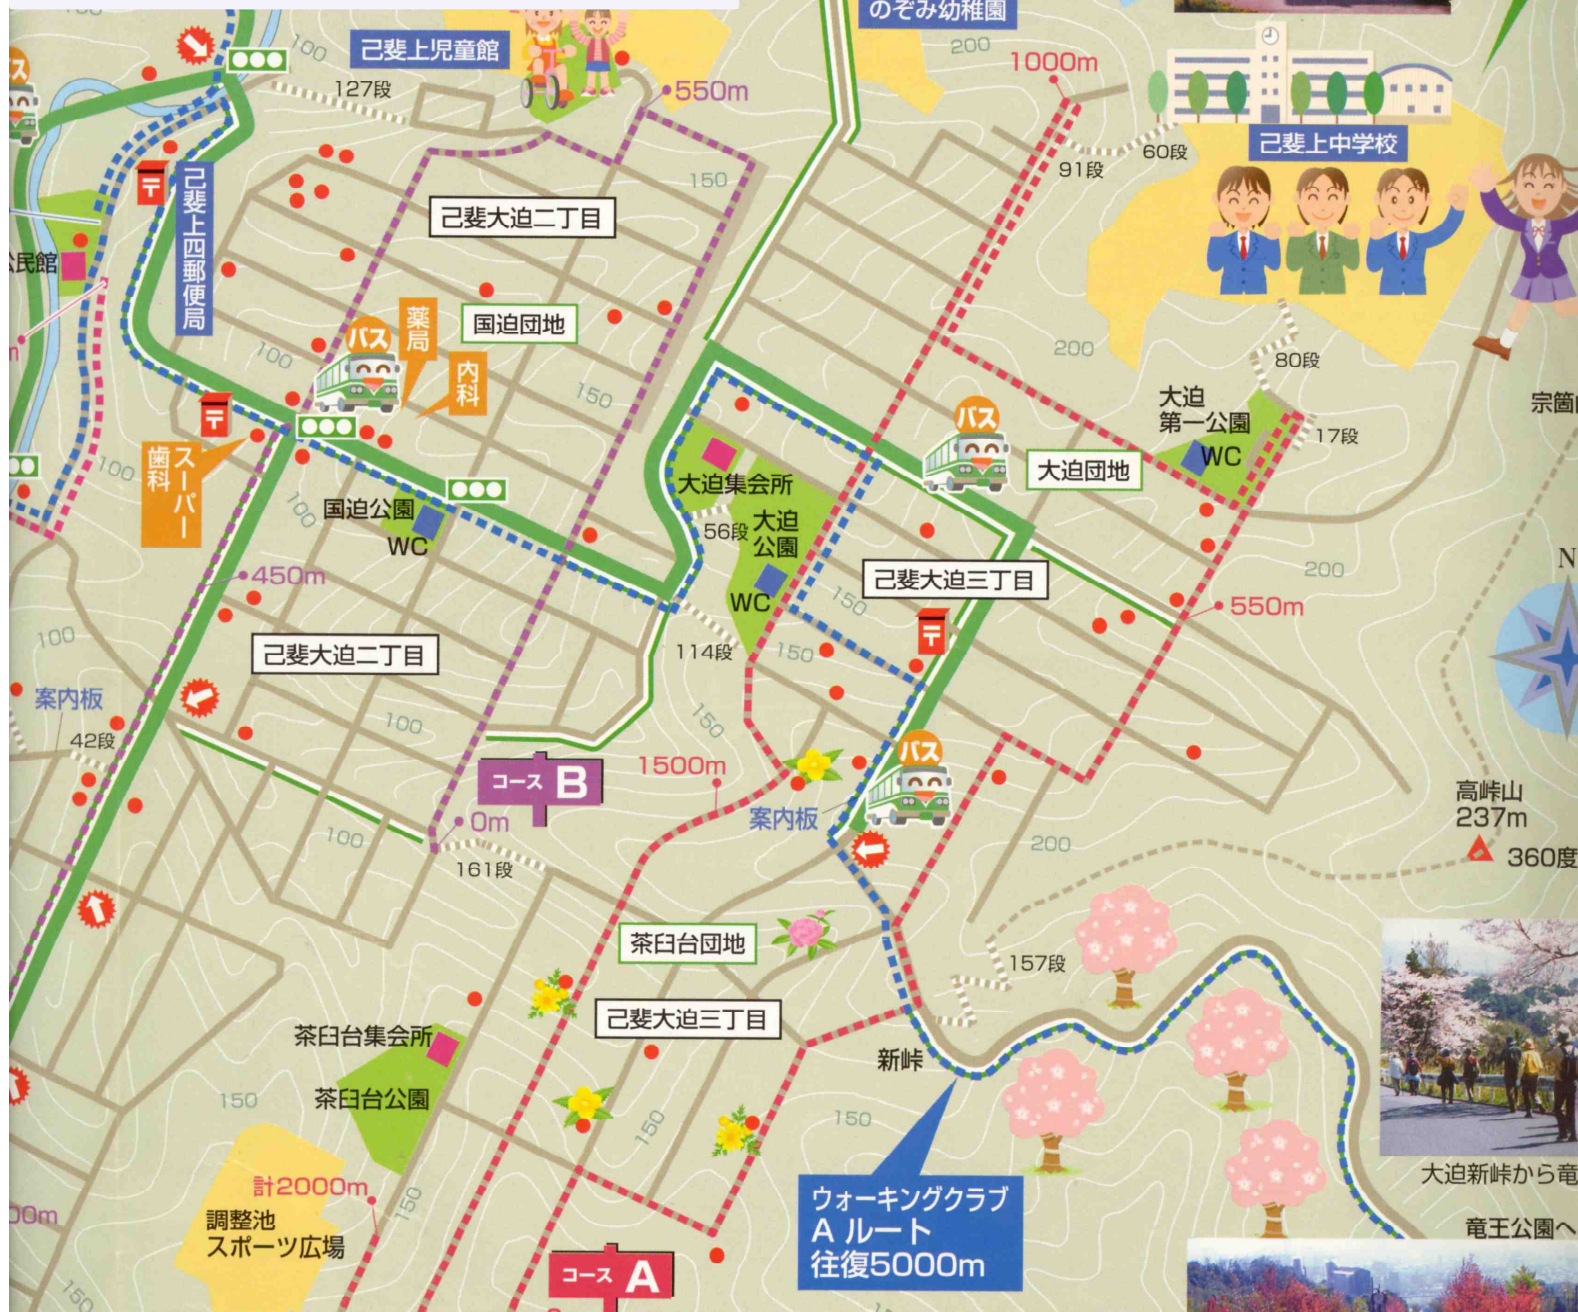 のぞみ幼稚園
己斐上児童館
100
127段
550m
200
1000m
91段
60段
己斐上中学校
バス
〒
己斐上四郵便局
民館
己斐大迫二丁目
150
国迫団地
100
バス
薬局
内科
150
200
80段
大迫
第一公園
WC
17段
宗箇
バス
大迫団地
〒
スーパー
歯科
100
100
国迫公園
WC
大迫集会所
56段
大迫
公園
WC
己斐大迫三丁目
150
〒
200
550m
N
450m
100
己斐大迫二丁目
114段
150
案内板
42段
100
150
コース B
0m
161段
100
1500m
案内板
バス
200
高峠山
237m
360度
茶臼台団地
157段
己斐大迫三丁目
新峠
茶臼台集会所
茶臼台公園
150
150
150
計2000m
150
調整池
スポーツ広場
00m
150
コース A
ウォーキングクラブ
A ルート
往復5000m
大迫新峠から竜
竜王公園へ